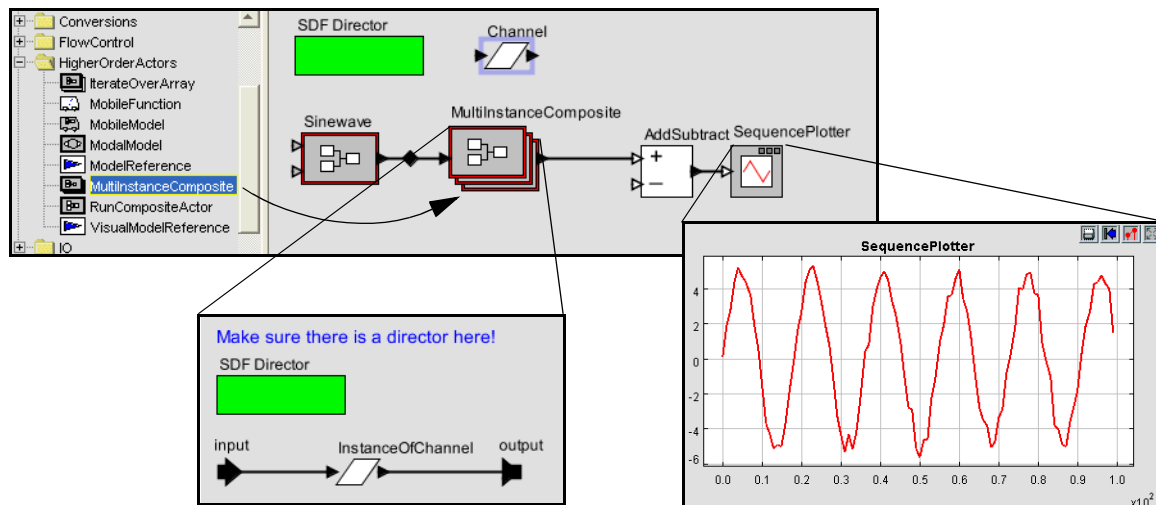 Conversions
FlowControl
HigherOrderActors
IterateOverArray
MobileFunction
MobileModel
ModalModel
ModelReference
MultiInstanceComposite
RunCompositeActor
VisualModelReference
IO
SDF Director
Channel
Sinewave
MultiInstanceComposite
AddSubtract
SequencePlotter
+
−
Make sure there is a director here!
SDF Director
input
InstanceOfChannel
output
SequencePlotter
4
2
0
-2
-4
-6
0.0 0.1 0.2 0.3 0.4 0.5 0.6 0.7 0.8 0.9 1.0
x10²